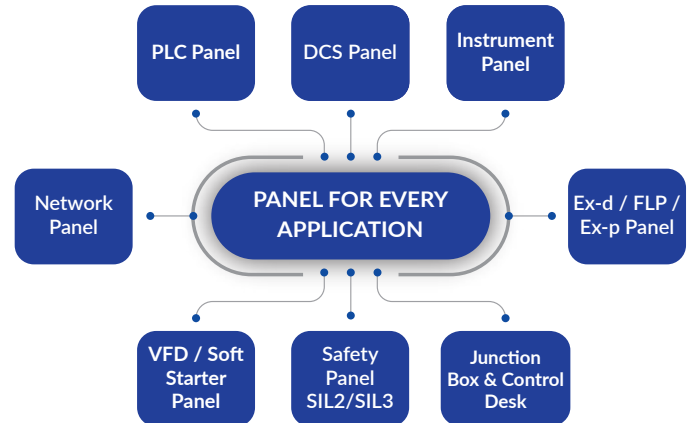 PLC Panel
DCS Panel
Instrument
Panel
Network
Panel
PANEL FOR EVERY
APPLICATION
Ex-d / FLP /
Ex-p Panel
VFD / Soft
Starter
Panel
Safety
Panel
SIL2/SIL3
Junction
Box & Control
Desk